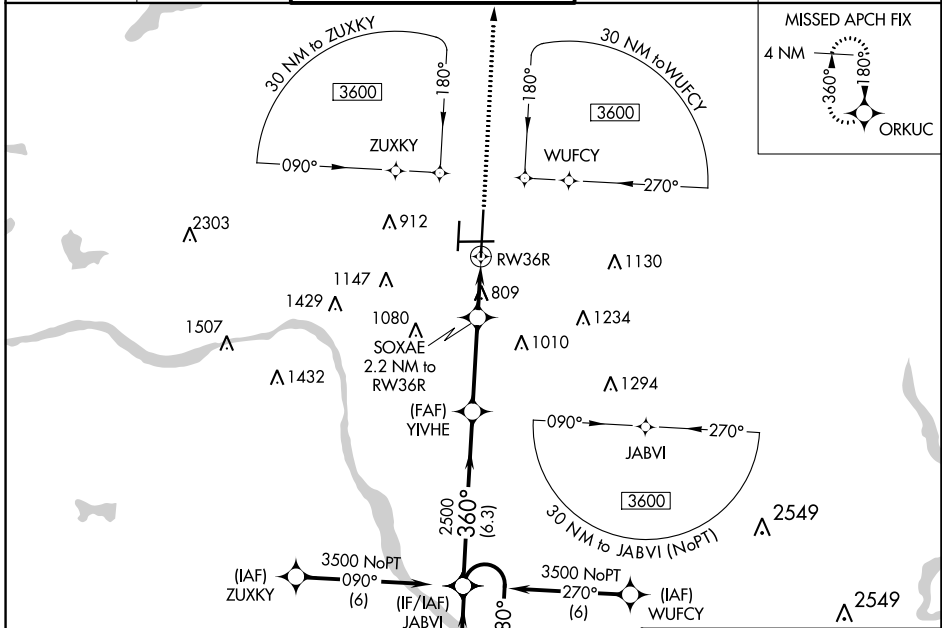 MISSED APCH FIX
4 NM
360°
180°
ORKUC
30 NM to ZUXKY
3600
180°
090°
ZUXKY
30 NM to WUFCY
3600
180°
WUFCY
270°
2303
912
RW36R
1130
1147
809
1429
1080
1234
1507
SOXAE
2.2 NM to
RW36R
1010
1432
1294
(FAF)
YIVHE
090°
270°
JABVI
3600
30 NM to JABVI (NoPT)
2549
2500
360°
(6.3)
3500 NoPT
090°
(6)
(IAF)
ZUXKY
(IF/IAF)
JABVI
3500 NoPT
270°
(6)
(IAF)
WUFCY
2549